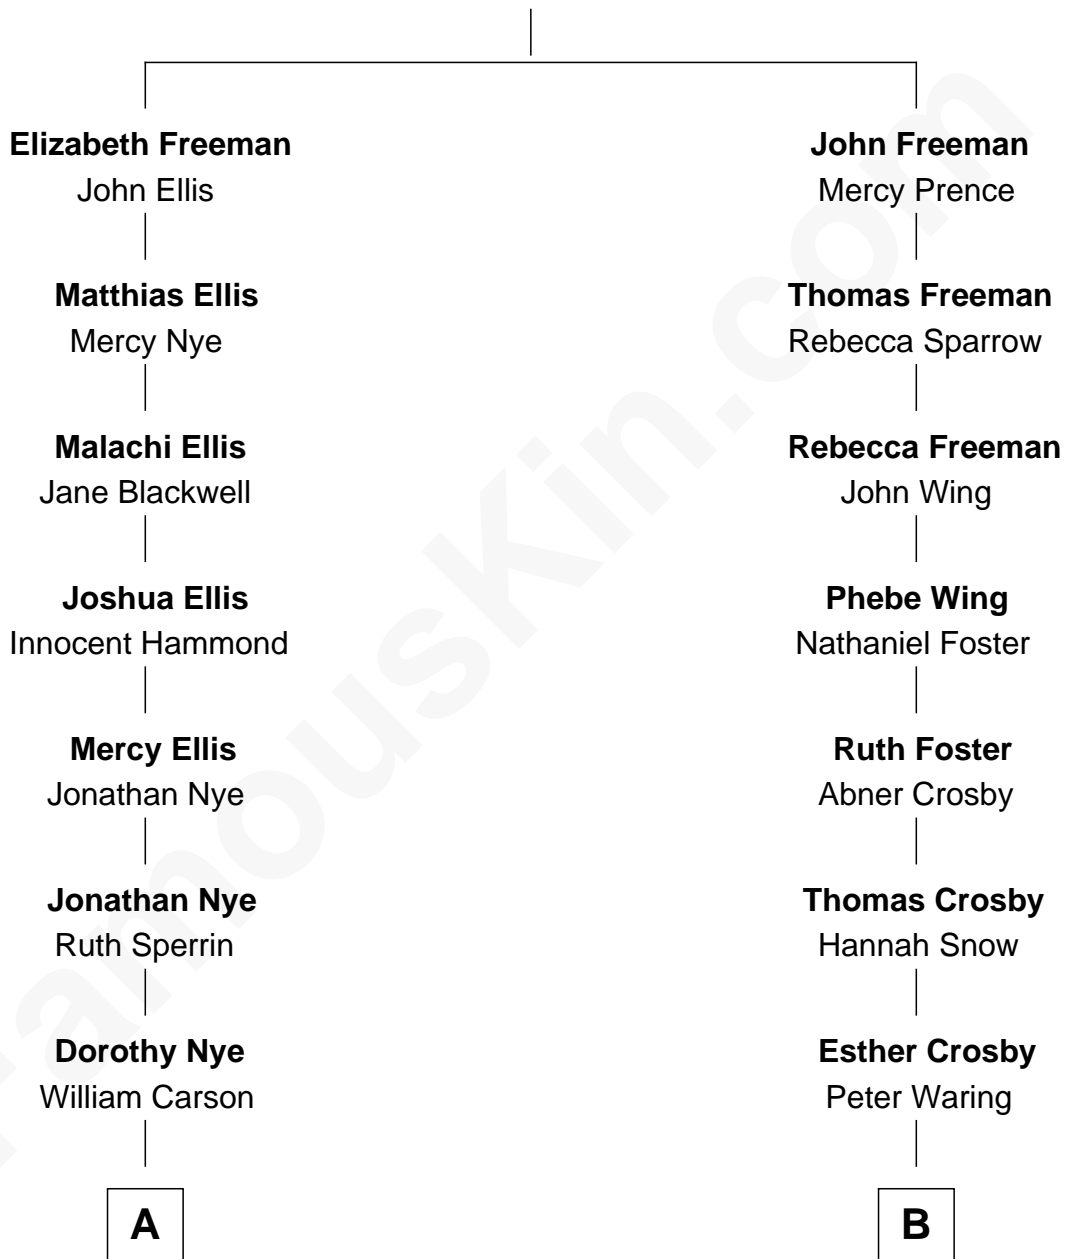 Elizabeth Freeman
John Ellis
Matthias Ellis
Mercy Nye
Malachi Ellis
Jane Blackwell
Joshua Ellis
Innocent Hammond
Mercy Ellis
Jonathan Nye
Jonathan Nye
Ruth Sperrin
Dorothy Nye
William Carson
A
John Freeman
Mercy Prence
Thomas Freeman
Rebecca Sparrow
Rebecca Freeman
John Wing
Phebe Wing
Nathaniel Foster
Ruth Foster
Abner Crosby
Thomas Crosby
Hannah Snow
Esther Crosby
Peter Waring
B
FamousKin.com